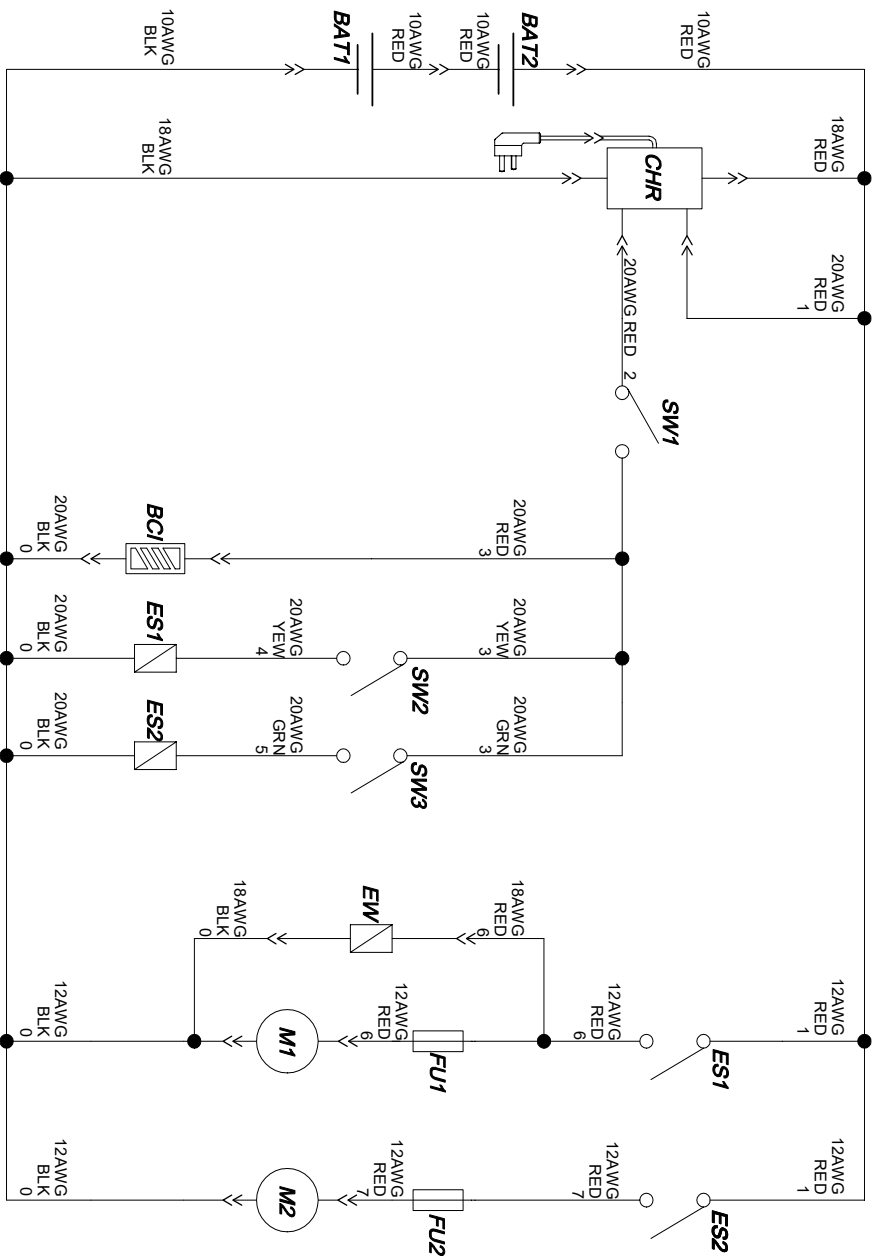 10AWG
BLK
BAT1
10AWG
RED
10AWG
RED
BAT2
10AWG
RED
18AWG
BLK
CHR
18AWG
RED
20AWG
RED
1
20AWG RED 2
SW1
20AWG
BLK
0
BCI
20AWG
RED
3
20AWG
BLK
0
ES1
20AWG
YEW
4
SW2
20AWG
YEW
3
20AWG
BLK
0
ES2
20AWG
GRN
5
SW3
20AWG
GRN
3
18AWG
BLK
0
EW
18AWG
RED
6
12AWG
BLK
0
M1
12AWG
RED
6
FU1
12AWG
RED
6
ES1
12AWG
RED
1
12AWG
BLK
0
M2
12AWG
RED
7
FU2
12AWG
RED
7
ES2
12AWG
RED
1